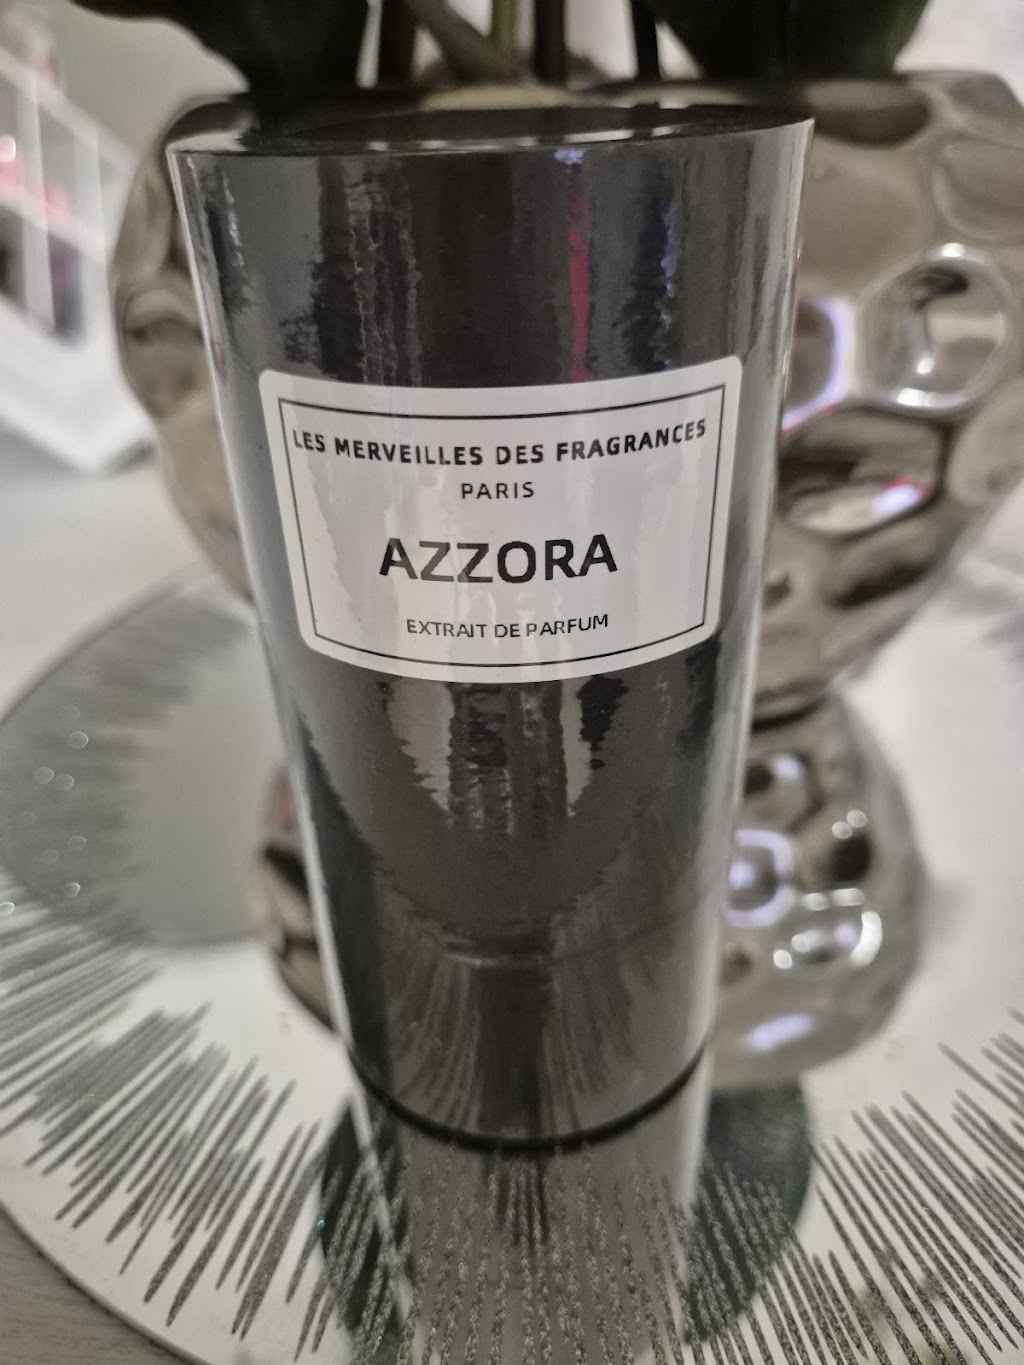 LES MERVEILLES DES FRAGRANCES
PARIS
AZZORA
EXTRAIT DE PARFUM